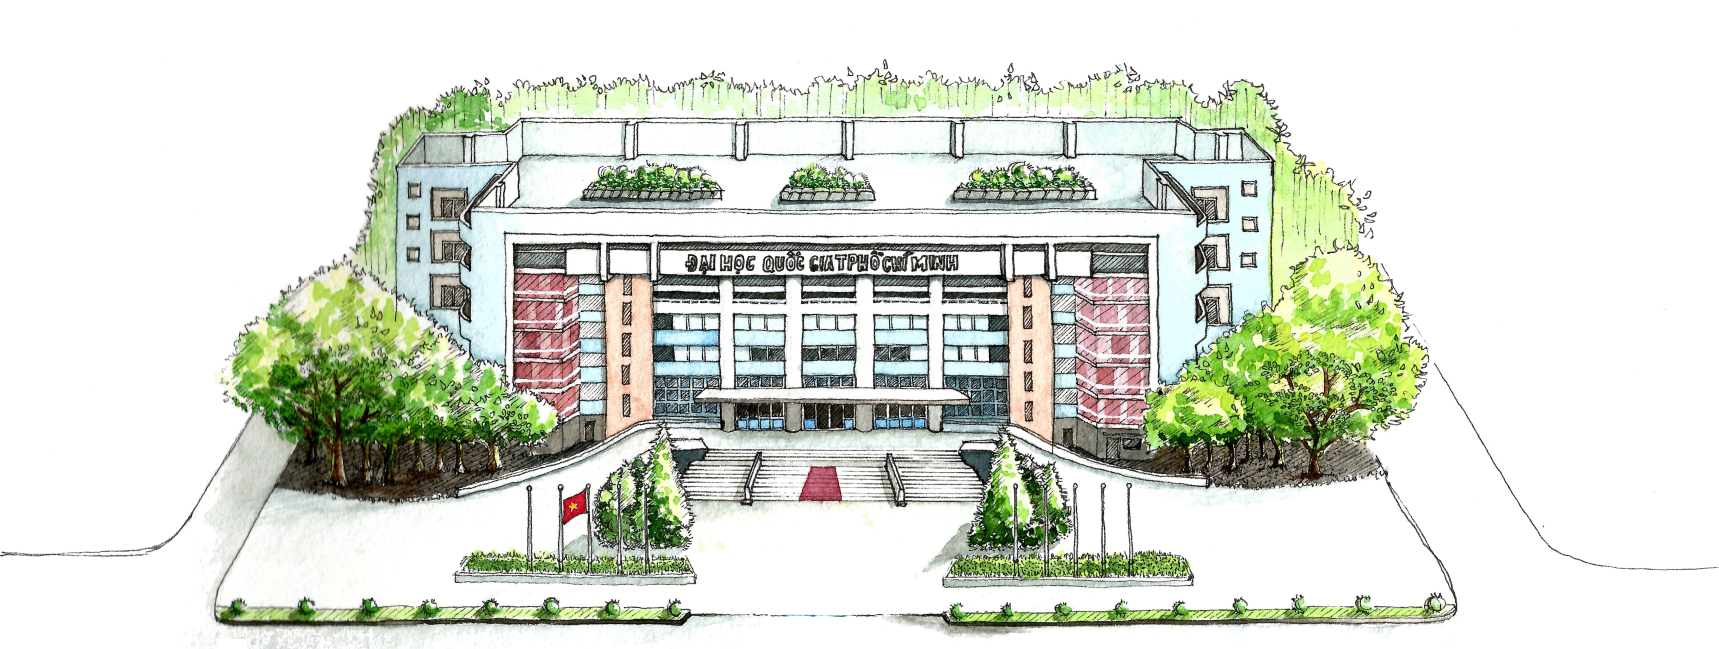 ĐẠI HỌC QUỐC GIA TP HỒ CHÍ MINH